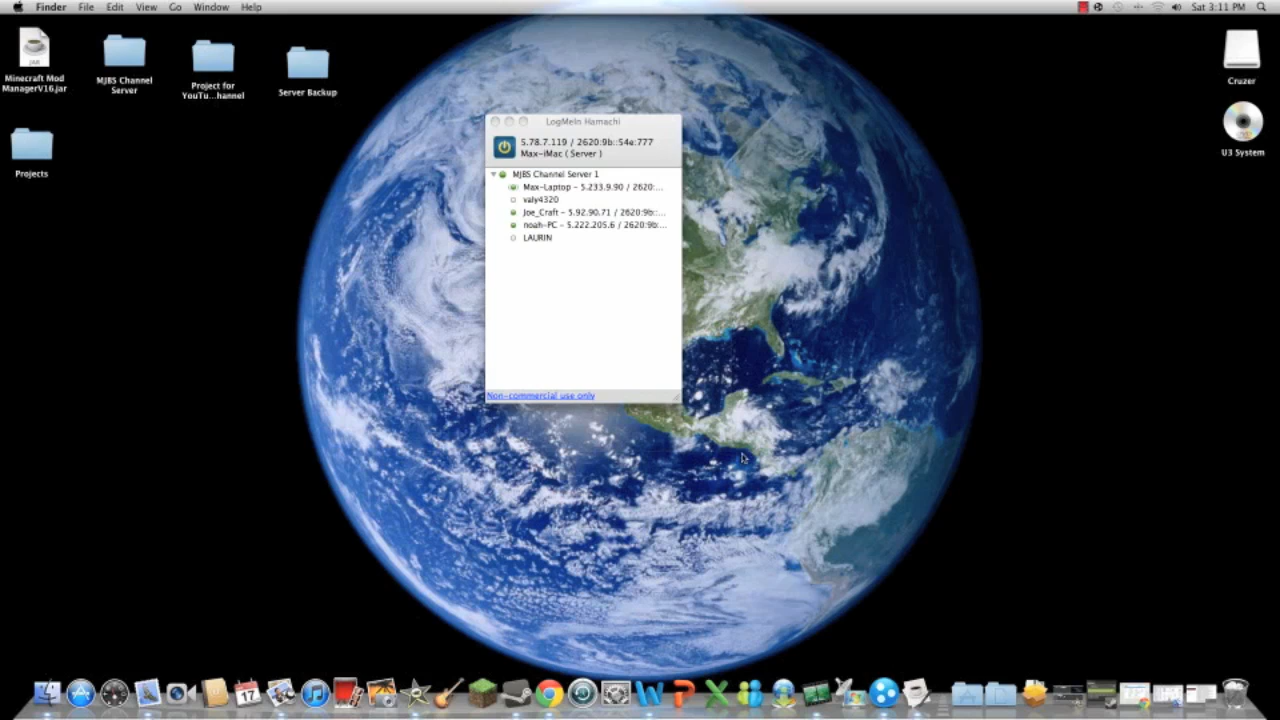 Finder File Edit View Go Window Help Sat 3:11 PM
JAR
Minecraft Mod
ManagerV16.jar
MJBS Channel
Server
Project for
YouTu...hannel
Server Backup
Projects
Cruzer
U3 System
LogMeIn Hamachi
5.78.7.119 / 2620:9b::54e:777
Max-iMac ( Server )
MJBS Channel Server 1
Max-Laptop - 5.233.9.90 / 2620:...
valy4320
Joe_Craft - 5.92.90.71 / 2620:9b::...
noah-PC - 5.222.205.6 / 2620:9b:...
LAURIN
Non-commercial use only
17